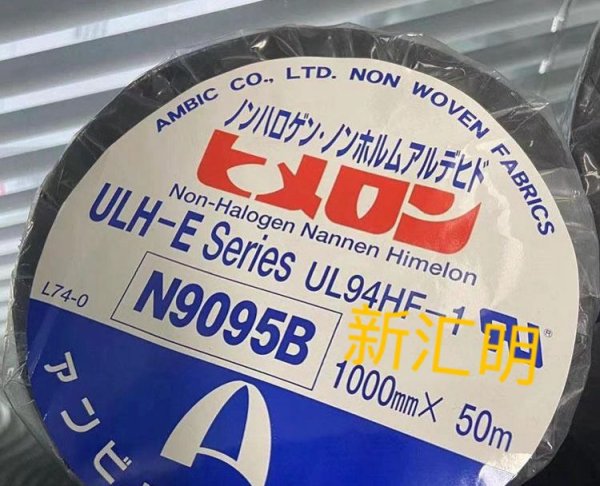 AMBIC CO., LTD. NON WOVEN FABRICS
ノンハロゲン・ノンホルムアルデヒド
ヒメロン
Non-Halogen Nannen Himelon
ULH-E Series UL94HF-1
L74-0
N9095B
新汇明
1000mm× 50m
アンビ